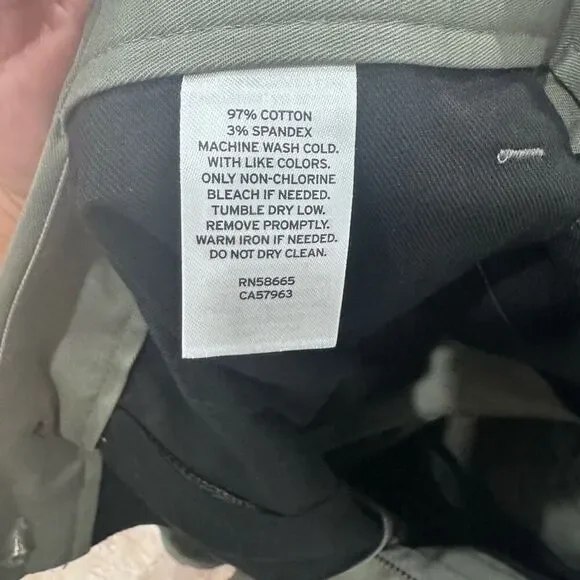 97% COTTON
3% SPANDEX
MACHINE WASH COLD.
WITH LIKE COLORS.
ONLY NON-CHLORINE
BLEACH IF NEEDED.
TUMBLE DRY LOW.
REMOVE PROMPTLY.
WARM IRON IF NEEDED.
DO NOT DRY CLEAN.
RN58665
CA57963